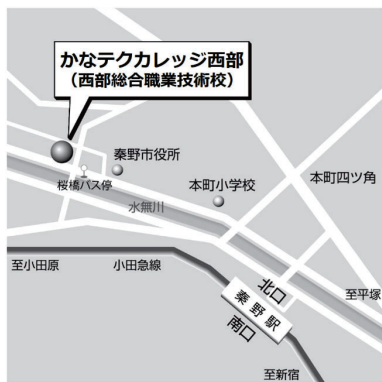 かなテクカレッジ西部
（西部総合職業技術校）
秦野市役所
桜橋バス停
本町小学校
本町四ツ角
水無川
至小田原
小田急線
北口
秦野駅
南口
至平塚
至新宿